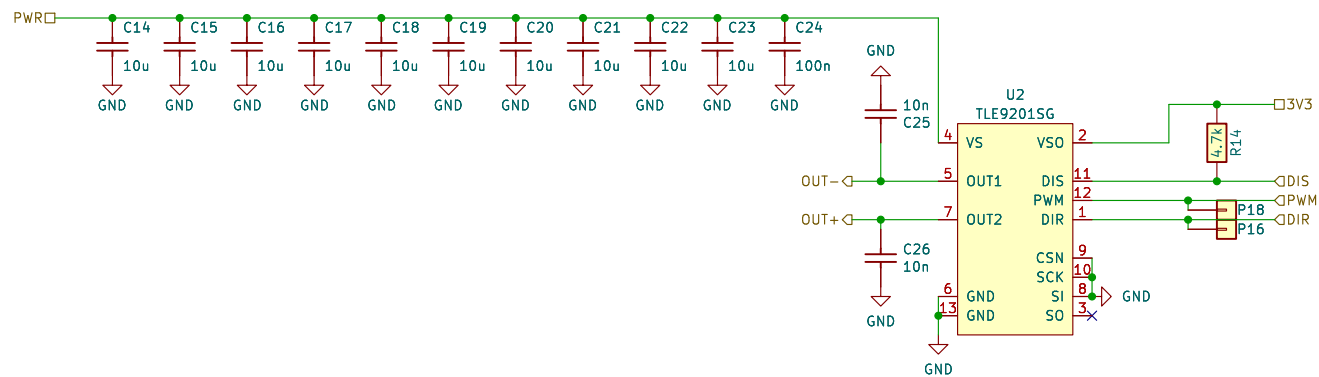 PWR
C14
C15
C16
C17
C18
C19
C20
C21
C22
C23
C24
10u
10u
10u
10u
10u
10u
10u
10u
10u
10u
100n
GND
GND
GND
GND
GND
GND
GND
GND
GND
GND
GND
GND
10n
C25
U2
TLE9201SG
3V3
4.7k
R14
4
VS
VSO
2
OUT-
5
OUT1
DIS
11
DIS
PWM
12
PWM
P18
OUT+
7
OUT2
DIR
1
DIR
P16
C26
10n
CSN
9
SCK
10
6
GND
SI
8
GND
13
GND
SO
3
GND
GND